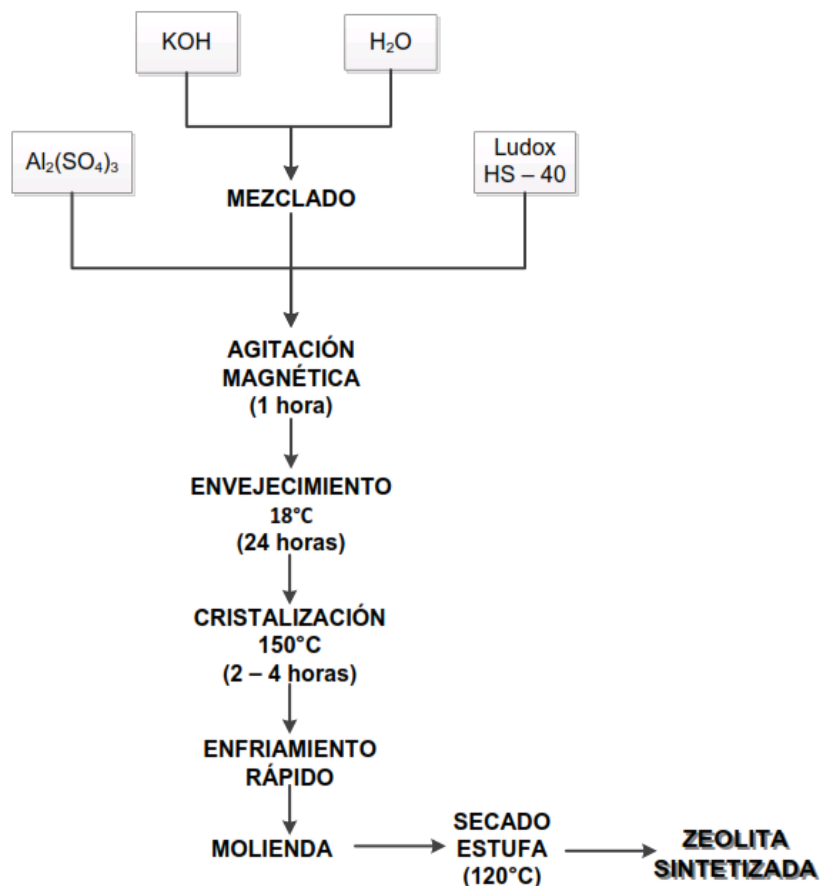 KOH
H₂O
Al₂(SO₄)₃
Ludox
HS – 40
MEZCLADO
AGITACIÓN
MAGNÉTICA
(1 hora)
ENVEJECIMIENTO
18°C
(24 horas)
CRISTALIZACIÓN
150°C
(2 – 4 horas)
ENFRIAMIENTO
RÁPIDO
MOLIENDA
SECADO
ESTUFA
(120°C)
ZEOLITA
SINTETIZADA